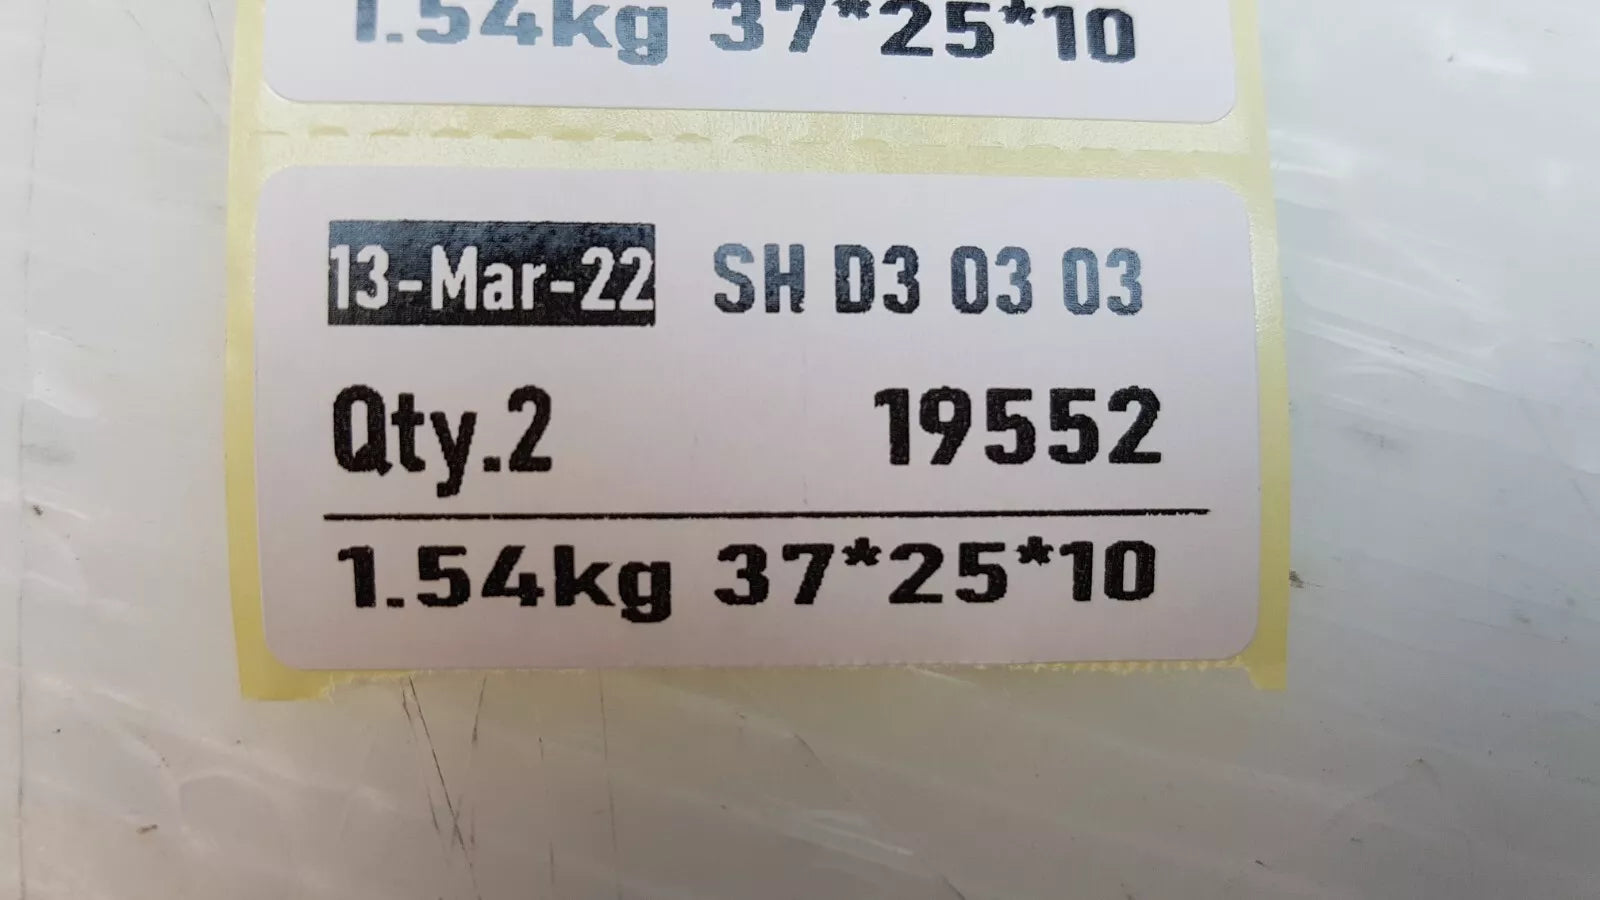 1.54kg 37*25*10
13-Mar-22 SH D3 03 03
Qty.2 19552
1.54kg 37*25*10